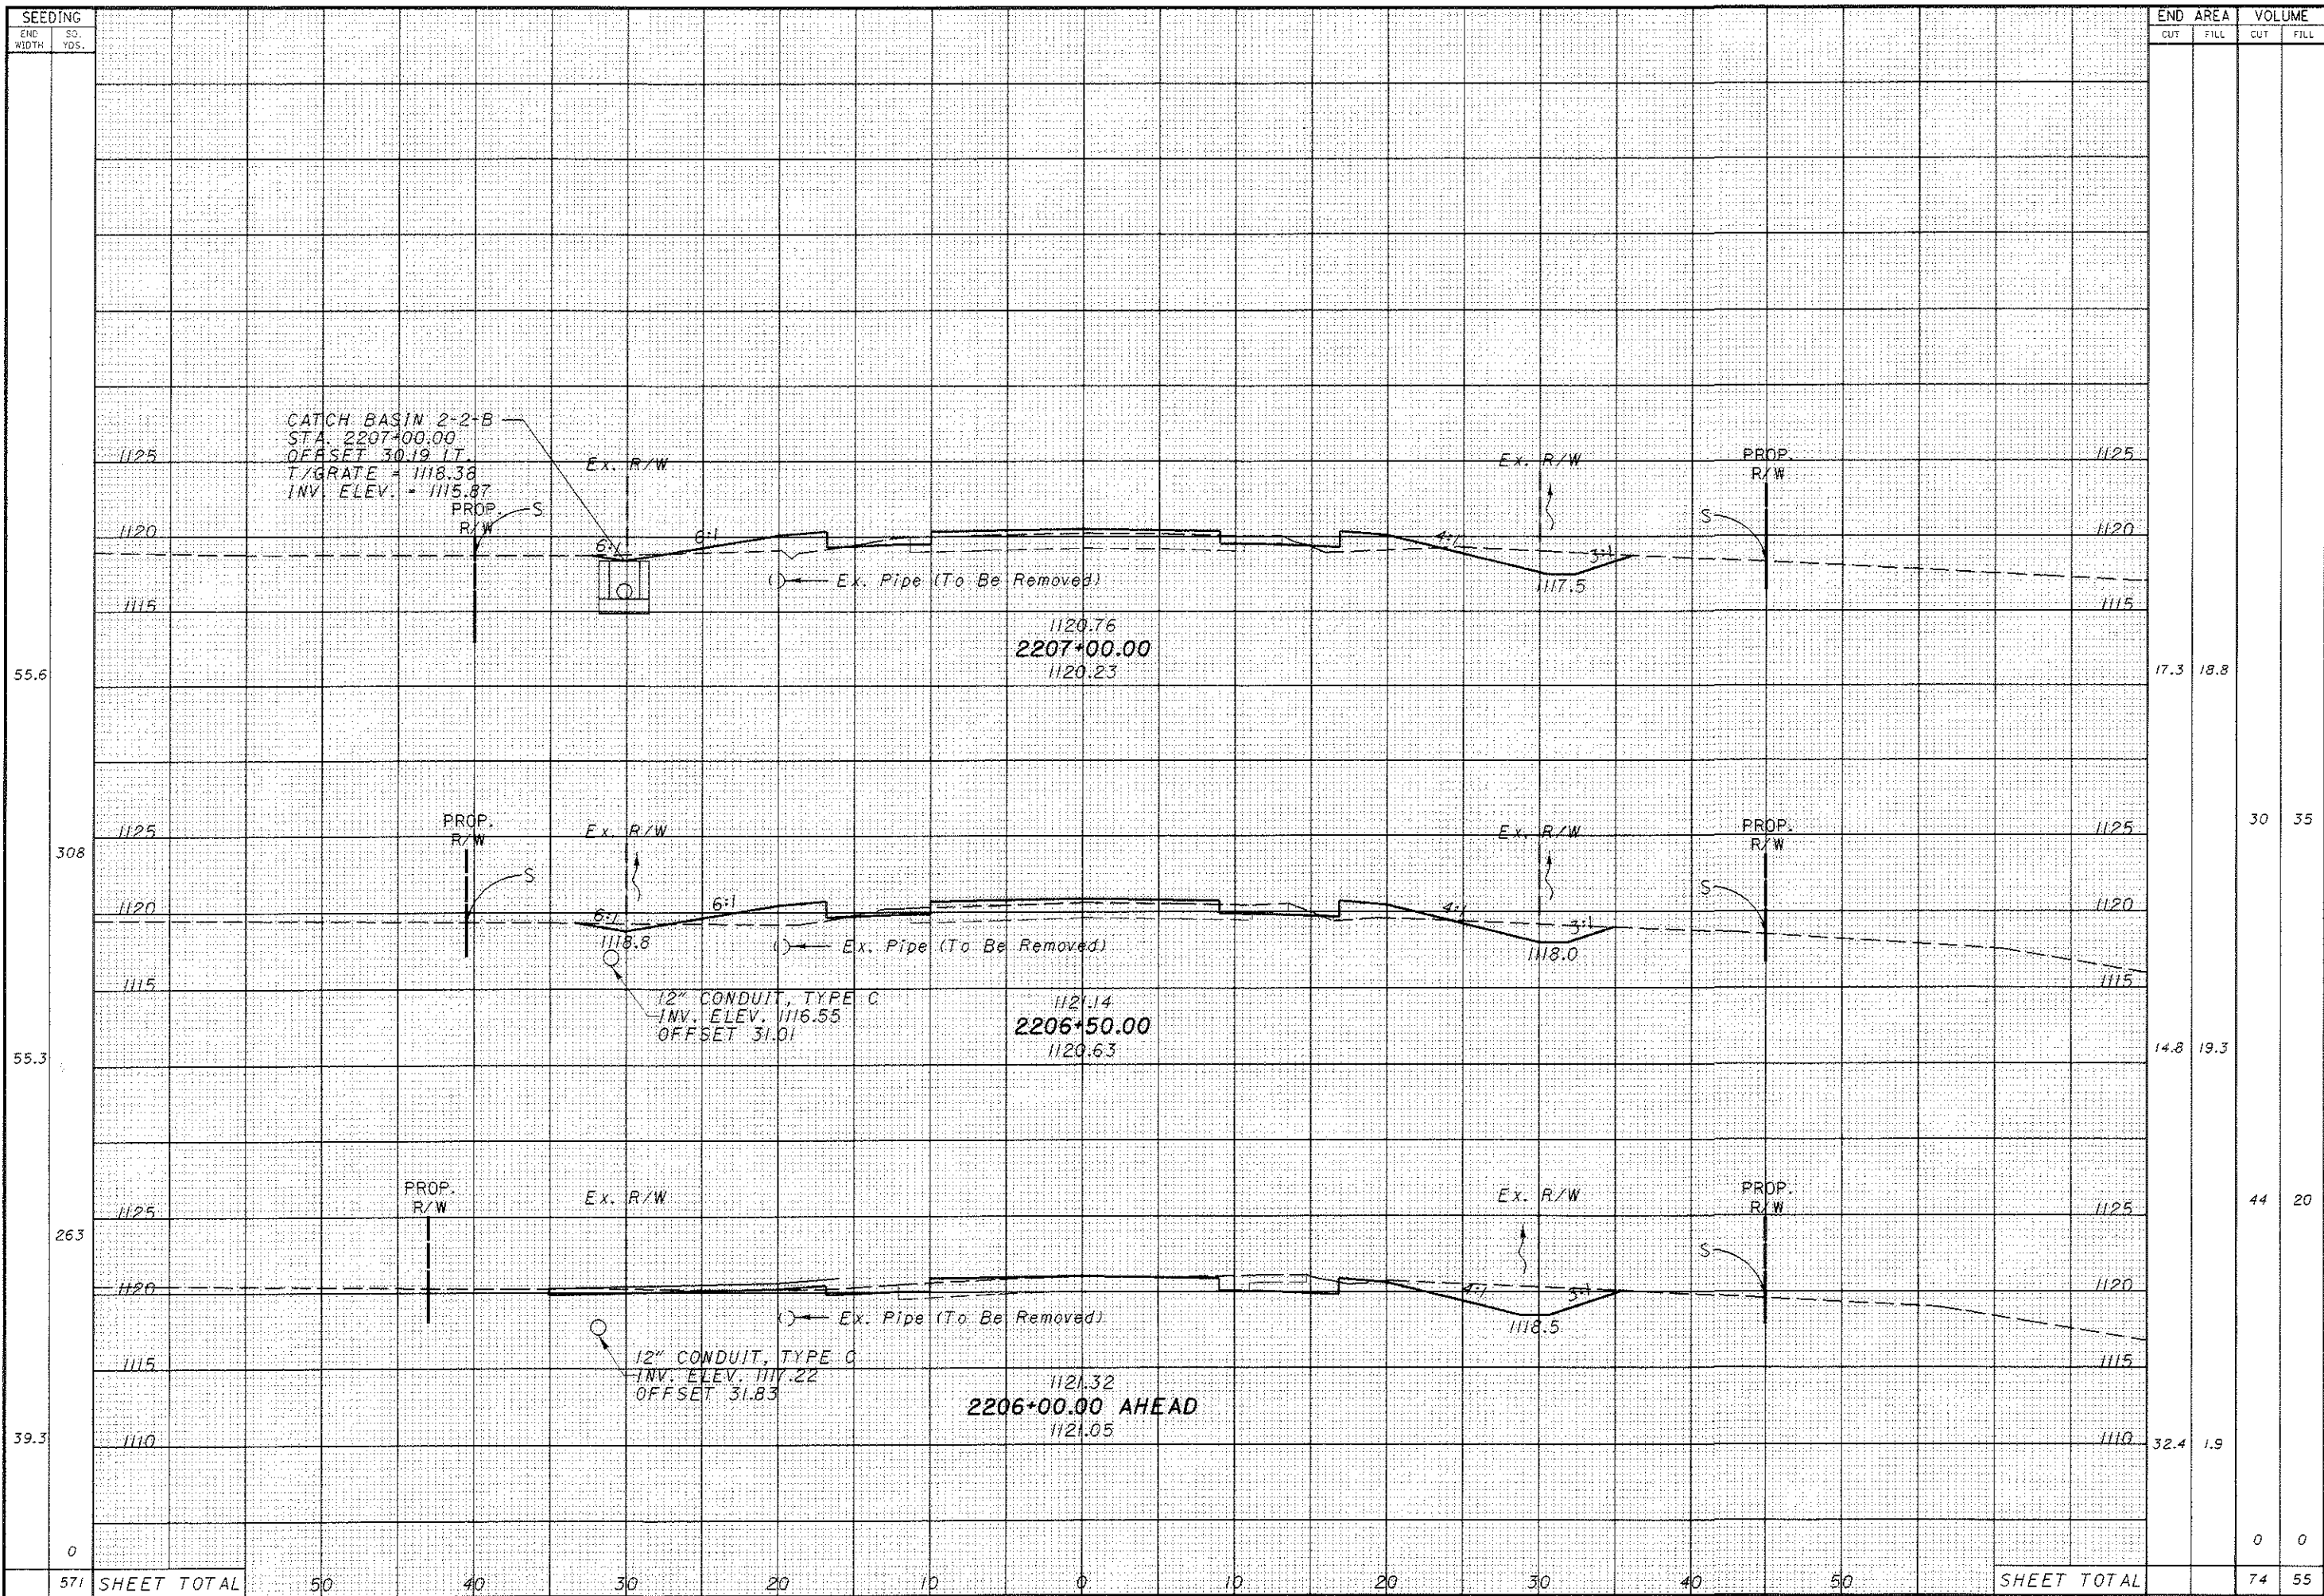 SEEDING
END WIDTH
SQ. YDS.
END AREA
VOLUME
CUT
FILL
CUT
FILL
CATCH BASIN 2-2-B
STA. 2207+00.00
OFFSET 30.19 LT.
T/GRATE = 1118.38
INV. ELEV. = 1115.87
1125
Ex. R/W
Ex. R/W
PROP.
R/W
1125
PROP.
R/W
S
S
1120
6:1
6:1
4:1
3:1
1120
Ex. Pipe (To Be Removed)
1117.5
1115
1115
1120.76
2207+00.00
1120.23
55.6
17.3
18.8
PROP.
R/W
Ex. R/W
Ex. R/W
PROP.
R/W
1125
1125
30
35
308
S
S
1120
6:1
6:1
4:1
3:1
1120
1118.8
Ex. Pipe (To Be Removed)
1118.0
1115
1115
12" CONDUIT, TYPE C
INV. ELEV. 1116.55
OFFSET 31.01
1121.14
2206+50.00
1120.63
55.3
14.8
19.3
PROP.
R/W
Ex. R/W
Ex. R/W
PROP.
R/W
1125
1125
44
20
263
S
1120
4:1
3:1
1120
Ex. Pipe (To Be Removed)
1118.5
1115
1115
12" CONDUIT, TYPE C
INV. ELEV. 1117.22
OFFSET 31.83
1121.32
2206+00.00 AHEAD
1121.05
39.3
1110
1110
32.4
1.9
0
0
0
571
SHEET TOTAL
50
40
30
20
10
0
10
20
30
40
50
SHEET TOTAL
74
55